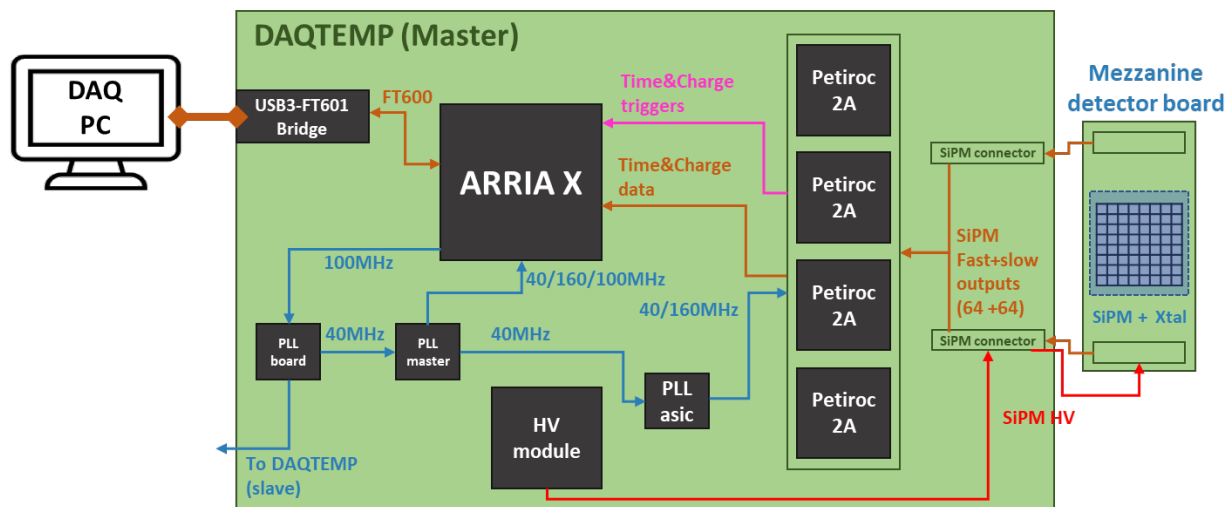 DAQTEMP (Master)
DAQ
PC
USB3-FT601
Bridge
FT600
ARRIA X
Time&Charge
triggers
Time&Charge
data
Petiroc
2A
Petiroc
2A
Petiroc
2A
Petiroc
2A
Mezzanine
detector board
SiPM connector
SiPM
Fast+slow
outputs
(64 +64)
SiPM connector
SiPM + Xtal
SiPM HV
100MHz
40/160/100MHz
40/160MHz
PLL
board
40MHz
PLL
master
40MHz
PLL
asic
HV
module
To DAQTEMP
(slave)